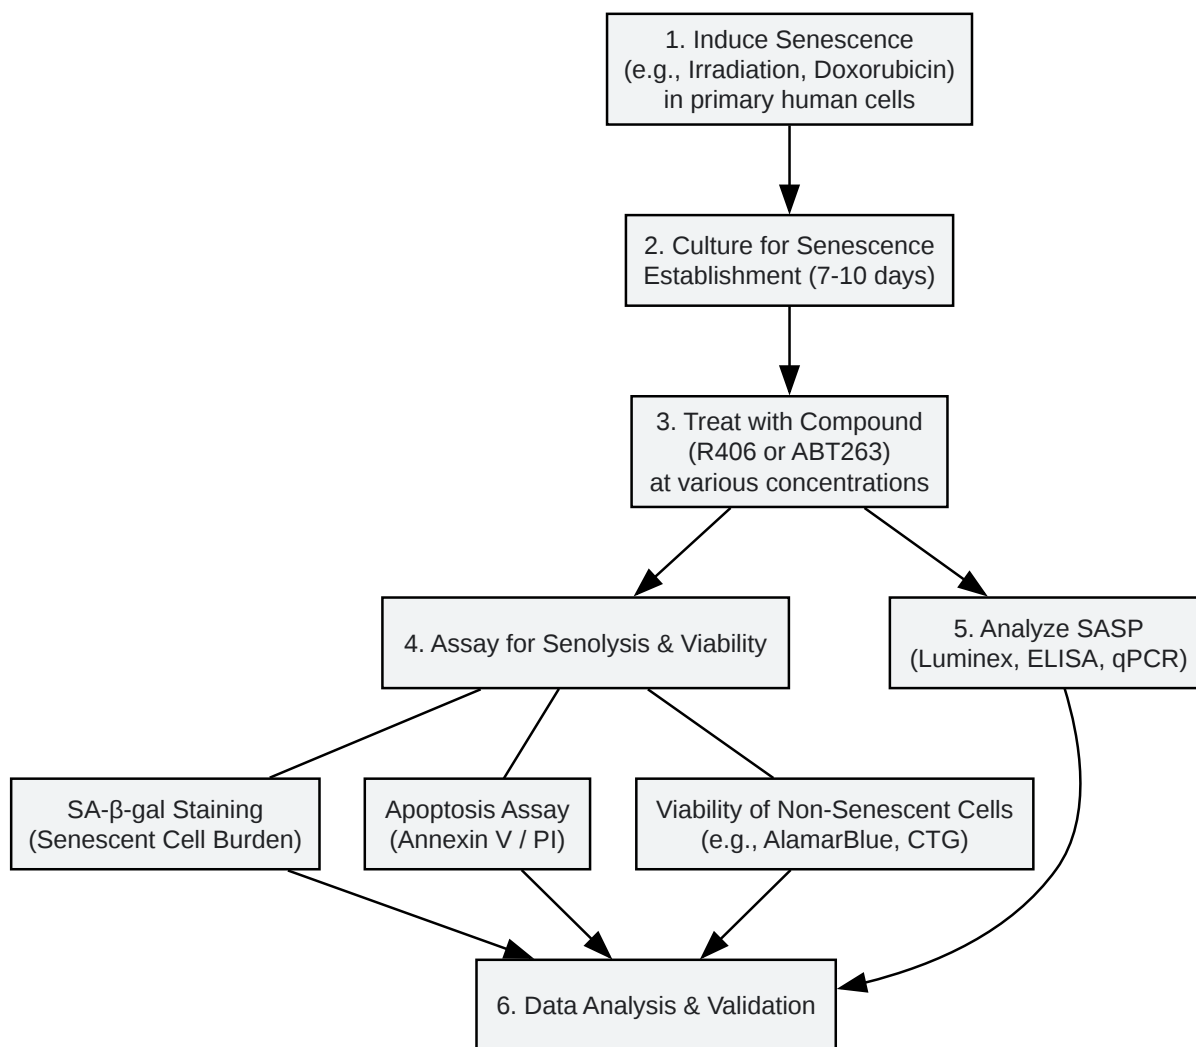 1. Induce Senescence
(e.g., Irradiation, Doxorubicin)
in primary human cells
2. Culture for Senescence
Establishment (7-10 days)
3. Treat with Compound
(R406 or ABT263)
at various concentrations
4. Assay for Senolysis & Viability
5. Analyze SASP
(Luminex, ELISA, qPCR)
SA-β-gal Staining
(Senescent Cell Burden)
Apoptosis Assay
(Annexin V / PI)
Viability of Non-Senescent Cells
(e.g., AlamarBlue, CTG)
6. Data Analysis & Validation